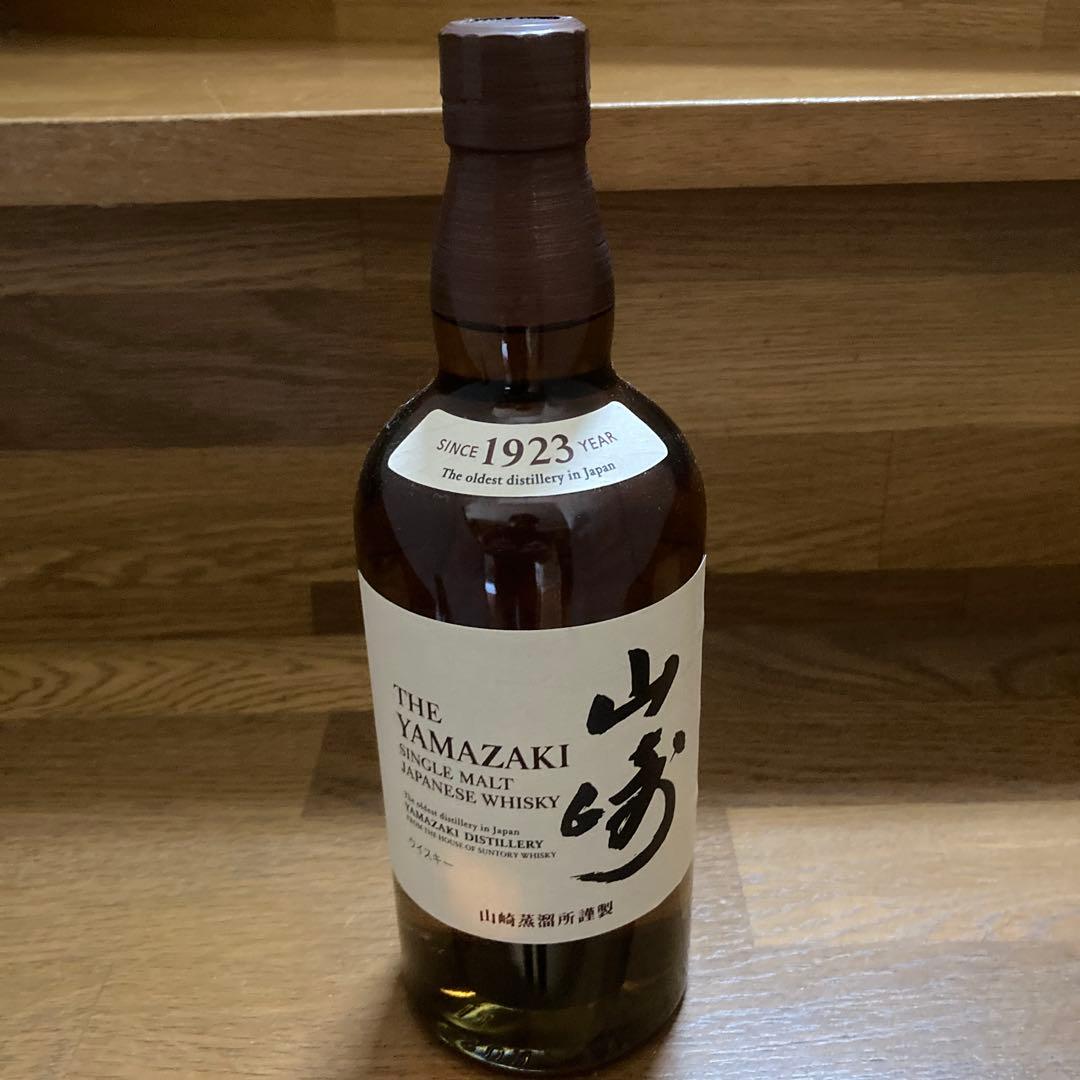 SINCE 1923 YEAR
The oldest distillery in Japan
山崎
THE
YAMAZAKI
SINGLE MALT
JAPANESE WHISKY
The oldest distillery in Japan
YAMAZAKI DISTILLERY
FROM THE HOUSE OF SUNTORY WHISKY
ウイスキー
山崎蒸溜所謹製